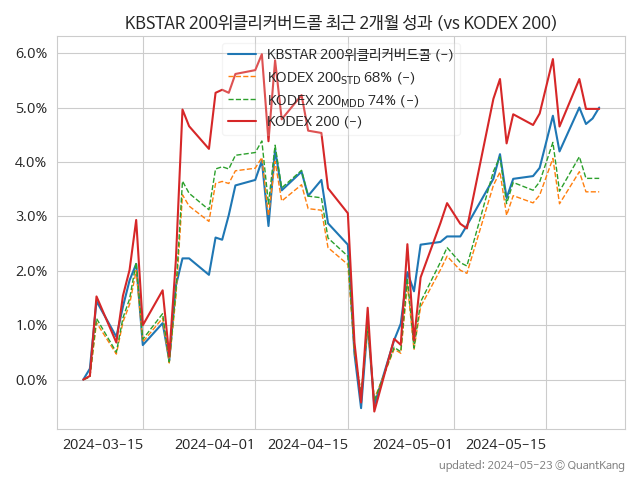 KBSTAR 200위클리커버드콜 최근 2개월 성과 (vs KODEX 200)
6.0%
5.0%
4.0%
3.0%
2.0%
1.0%
0.0%
KBSTAR 200위클리커버드콜 (-)
KODEX 200STD 68% (-)
KODEX 200MDD 74% (-)
KODEX 200 (-)
2024-03-15
2024-04-01
2024-04-15
2024-05-01
2024-05-15
updated: 2024-05-23 © QuantKang